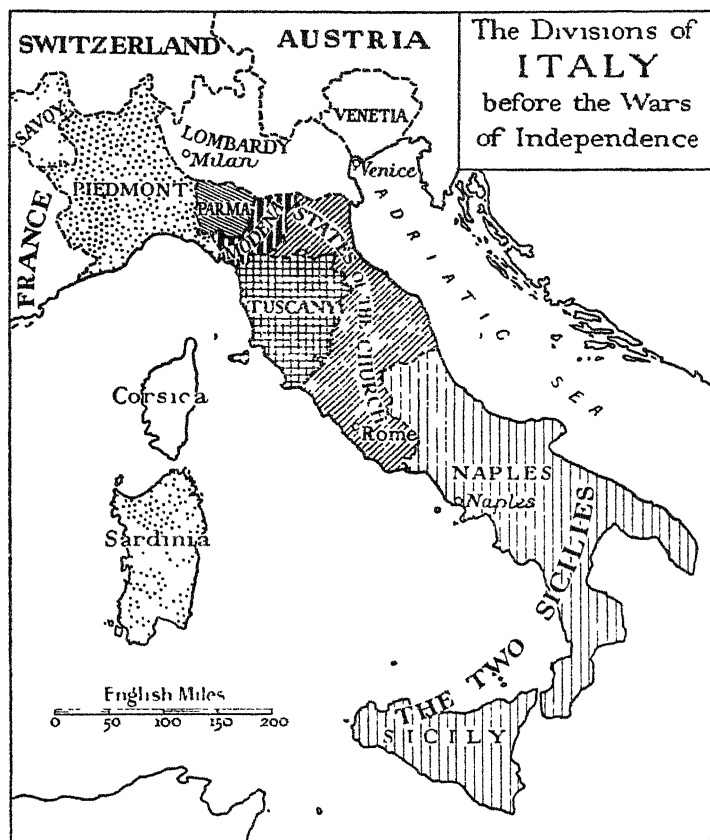 The Divisions of
ITALY
before the Wars
of Independence
SWITZERLAND
AUSTRIA
SAVOY
VENETIA
LOMBARDY
Milan
Venice
PIEDMONT
PARMA
MODENA
FRANCE
STATES OF THE CHURCH
ADRIATIC SEA
TUSCANY
Corsica
Rome
NAPLES
Naples
Sardinia
THE TWO SICILIES
SICILY
English Miles
0 50 100 150 200